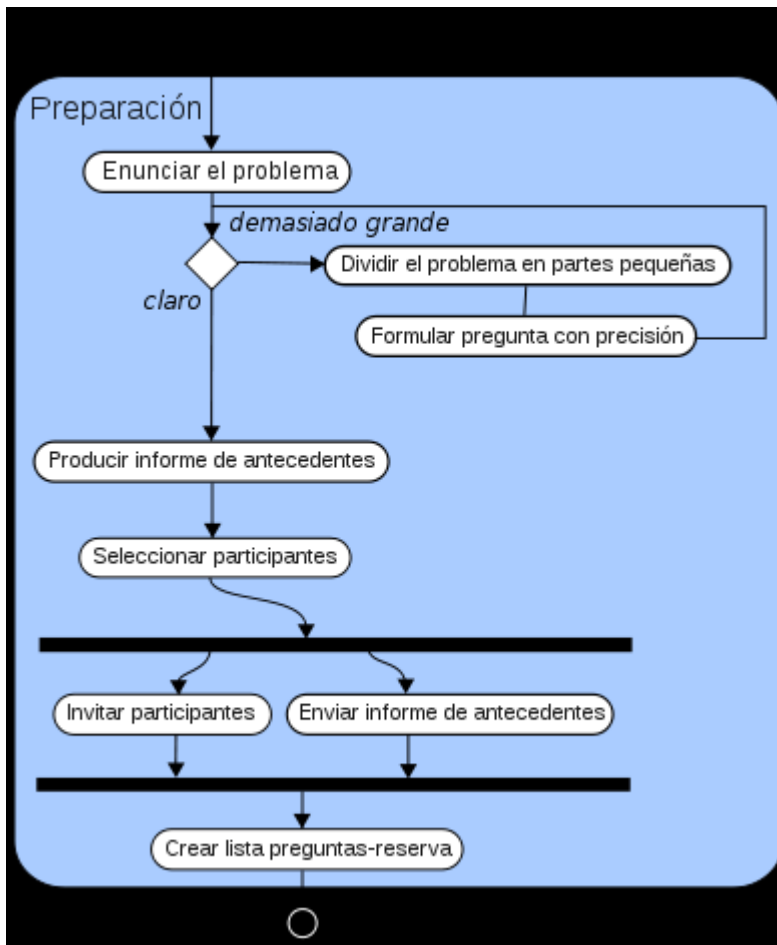 Preparación
Enunciar el problema
demasiado grande
Dividir el problema en partes pequeñas
claro
Formular pregunta con precisión
Producir informe de antecedentes
Seleccionar participantes
Invitar participantes
Enviar informe de antecedentes
Crear lista preguntas-reserva